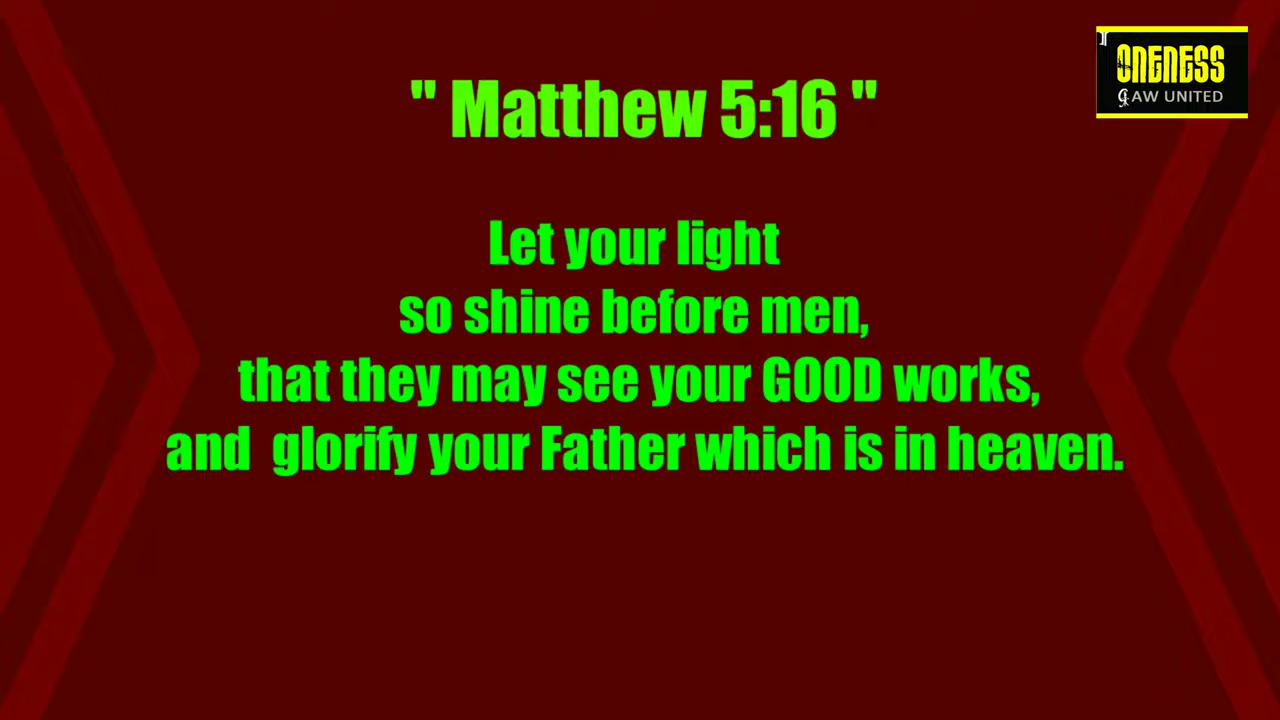 ONENESS
AW UNITED
" Matthew 5:16 "
Let your light
so shine before men,
that they may see your GOOD works,
and glorify your Father which is in heaven.